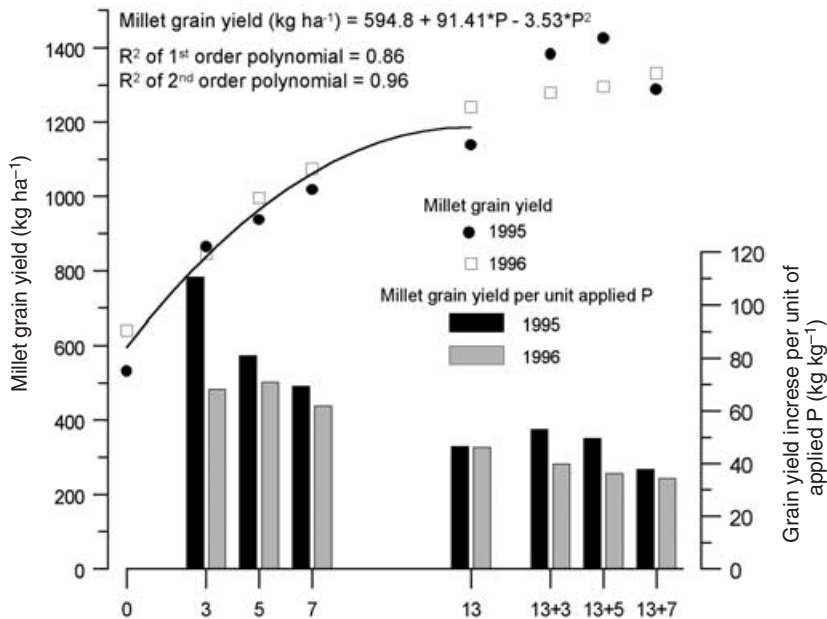 Millet grain yield (kg ha⁻¹) = 594.8 + 91.41*P - 3.53*P²
R² of 1ˢᵗ order polynomial = 0.86
R² of 2ⁿᵈ order polynomial = 0.96
Millet grain yield (kg ha⁻¹)
1400
1200
1000
800
600
400
200
0
Millet grain yield
1995
1996
Millet grain yield per unit applied P
1995
1996
120
100
80
60
40
20
0
Grain yield increse per unit of
applied P (kg kg⁻¹)
0 3 5 7 13 13+3 13+5 13+7